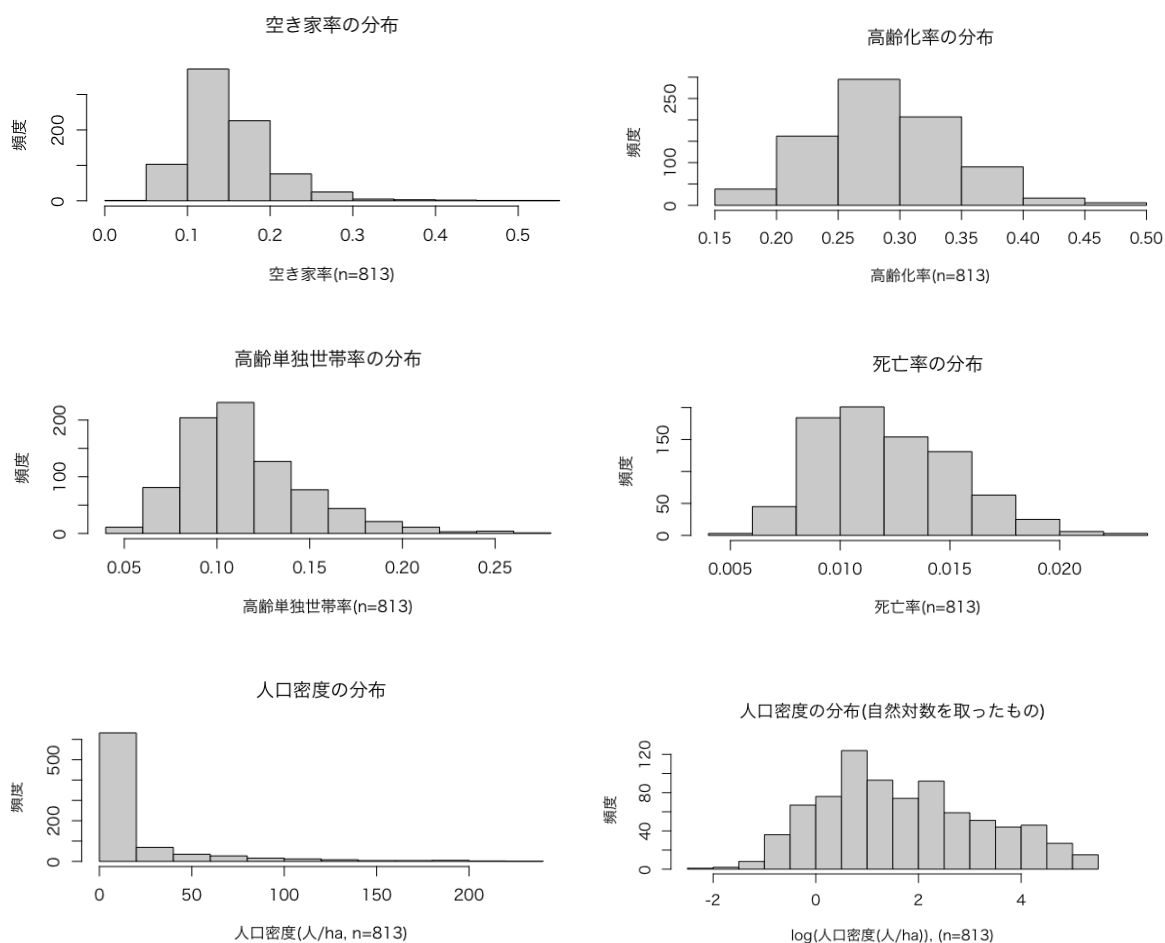 空き家率の分布
頻度
200
0
0.0 0.1 0.2 0.3 0.4 0.5
空き家率(n=813)
高齢化率の分布
頻度
250
100
0
0.15 0.20 0.25 0.30 0.35 0.40 0.45 0.50
高齢化率(n=813)
高齢単独世帯率の分布
頻度
200
100
0
0.05 0.10 0.15 0.20 0.25
高齢単独世帯率(n=813)
死亡率の分布
頻度
150
50
0
0.005 0.010 0.015 0.020
死亡率(n=813)
人口密度の分布
頻度
500
200
0
0 50 100 150 200
人口密度(人/ha, n=813)
人口密度の分布(自然対数を取ったもの)
頻度
120
80
40
0
-2 0 2 4
log(人口密度(人/ha)), (n=813)